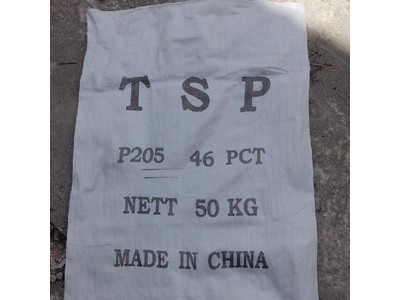 T S P
P205 46 PCT
NETT 50 KG
MADE IN CHINA